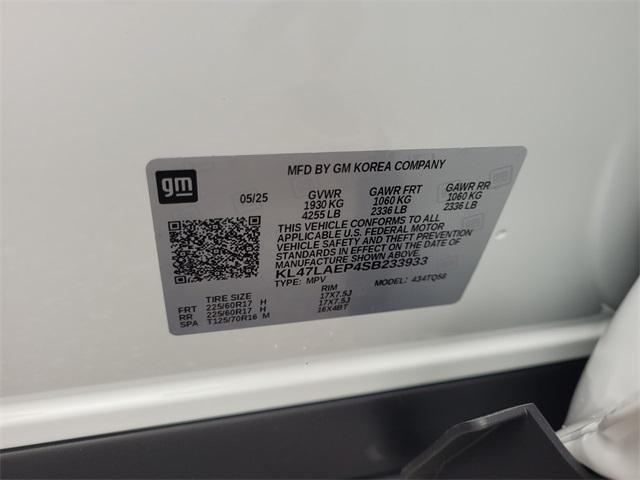 MFD BY GM KOREA COMPANY
gm
05/25 GVWR GAWR FRT GAWR RR
1930 KG 1060 KG 1060 KG
4255 LB 2336 LB 2336 LB
THIS VEHICLE CONFORMS TO ALL
APPLICABLE U.S. FEDERAL MOTOR
VEHICLE SAFETY AND THEFT PREVENTION
STANDARDS IN EFFECT ON THE DATE OF
MANUFACTURE SHOWN ABOVE.
KL47LAEP4SB233933
TYPE: MPV MODEL: 434TQ58
TIRE SIZE RIM
FRT 225/60R17 H 17X7.5J
RR 225/60R17 H 17X7.5J
SPA T125/70R16 M 16X4BT